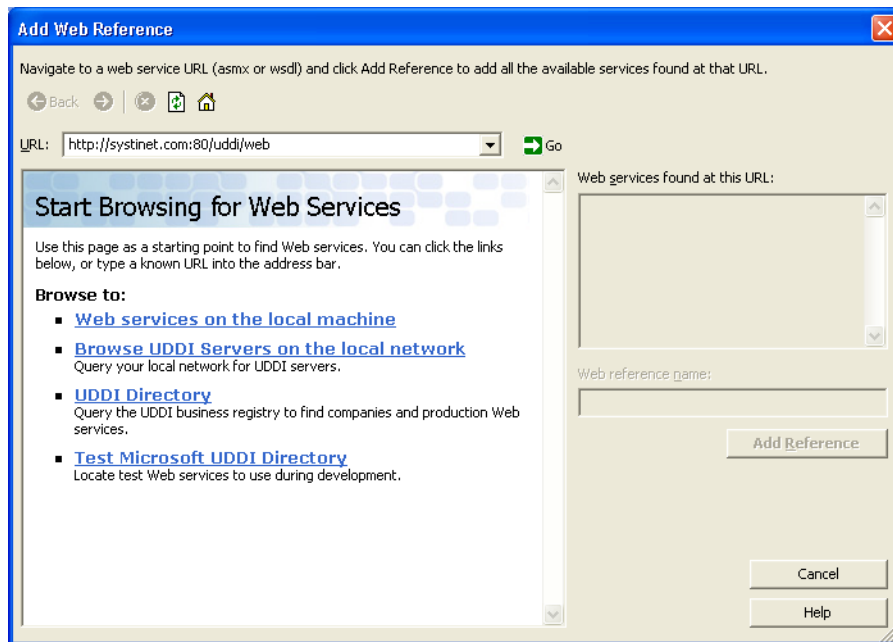 Add Web Reference
Navigate to a web service URL (asmx or wsdl) and click Add Reference to add all the available services found at that URL.
Back
URL: http://systinet.com:80/uddi/web Go
Start Browsing for Web Services
Use this page as a starting point to find Web services. You can click the links
below, or type a known URL into the address bar.
Browse to:
Web services on the local machine
Browse UDDI Servers on the local network
Query your local network for UDDI servers.
UDDI Directory
Query the UDDI business registry to find companies and production Web
services.
Test Microsoft UDDI Directory
Locate test Web services to use during development.
Web services found at this URL:
Web reference name:
Add Reference
Cancel
Help